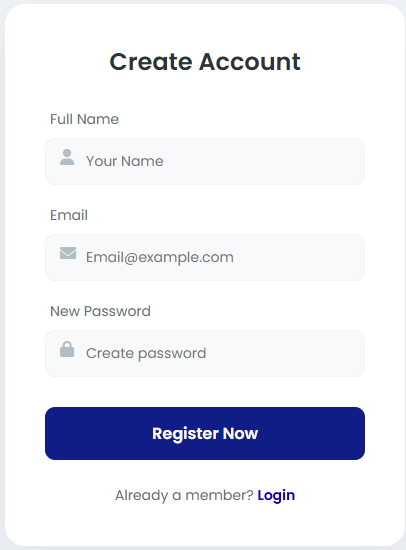 Create Account
Full Name
Your Name
Email
Email@example.com
New Password
Create password
Register Now
Already a member? Login